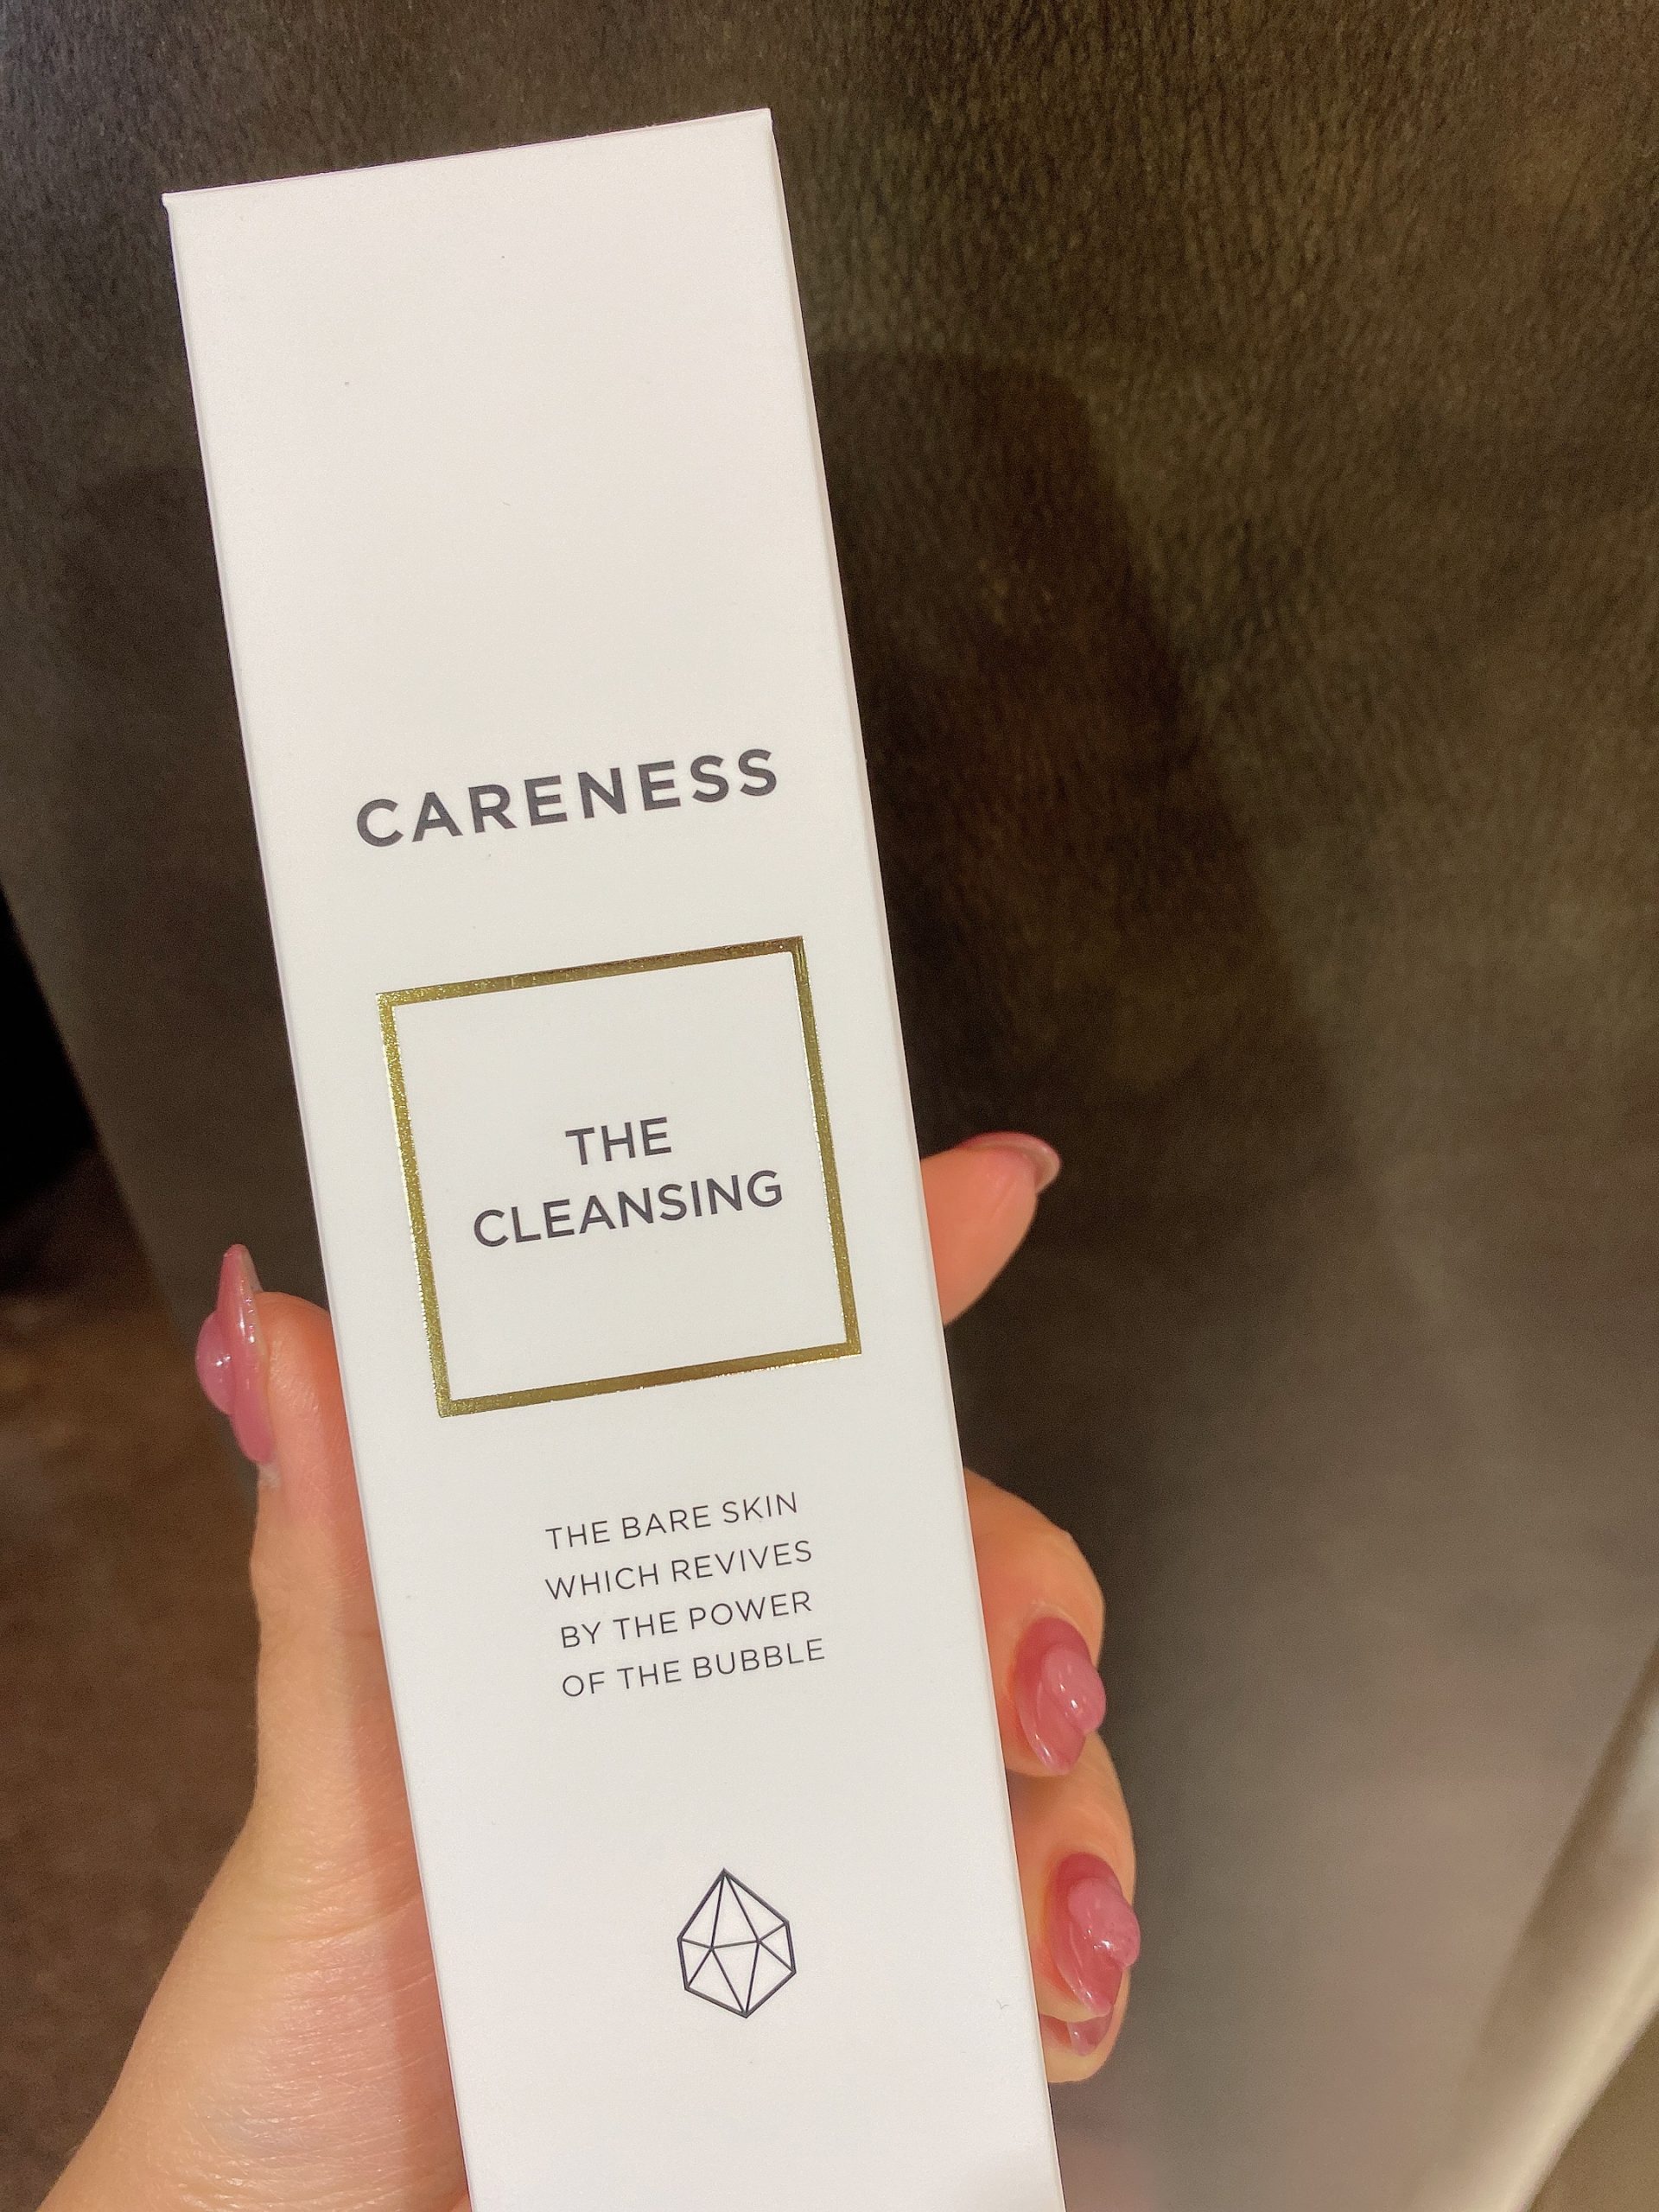 CARENESS
THE
CLEANSING
THE BARE SKIN
WHICH REVIVES
BY THE POWER
OF THE BUBBLE